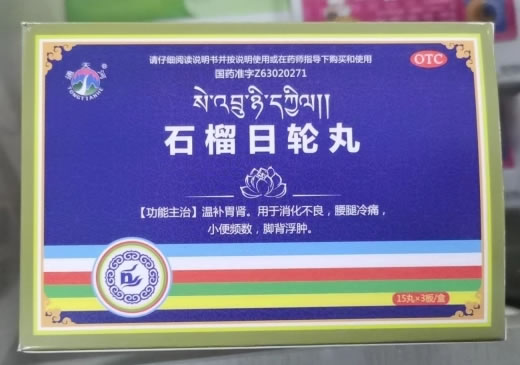 请仔细阅读说明书并按说明使用或在药师指导下购买和使用
国药准字Z63020271
OTC
སེ་འབྲུ་ཉི་དཀྱིལ།།
石榴日轮丸
【功能主治】温补胃肾。用于消化不良，腰腿冷痛，
小便频数，脚背浮肿。
15丸×3板/盒